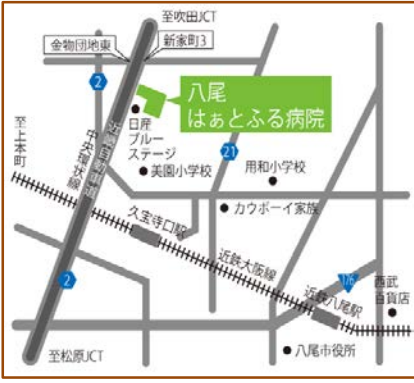 至吹田JCT
金物団地東
新家町3
2
八尾
はぁとふる病院
日産
ブルー
ステージ
近畿自動車道
中央環状線
至上本町
21
美園小学校
用和小学校
カウボーイ家族
久宝寺口駅
近鉄大阪線
2
176
近鉄八尾駅
西武
百貨店
至松原JCT
八尾市役所